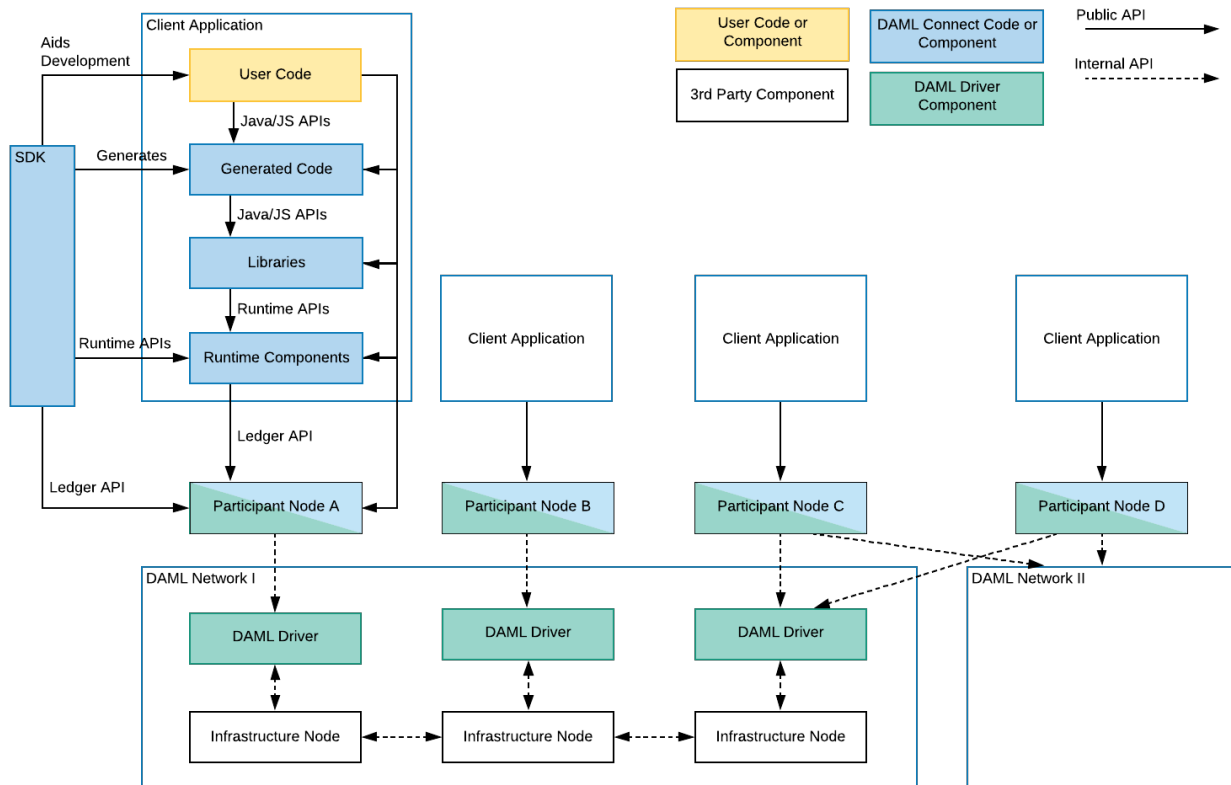 Client Application
Aids
Development
User Code
Java/JS APIs
SDK
Generates
Generated Code
Java/JS APIs
Libraries
Runtime APIs
Runtime APIs
Runtime Components
Ledger API
Ledger API
User Code or
Component
DAML Connect Code or
Component
3rd Party Component
DAML Driver
Component
Public API
Internal API
Client Application
Client Application
Client Application
Participant Node A
Participant Node B
Participant Node C
Participant Node D
DAML Network I
DAML Network II
DAML Driver
DAML Driver
DAML Driver
Infrastructure Node
Infrastructure Node
Infrastructure Node